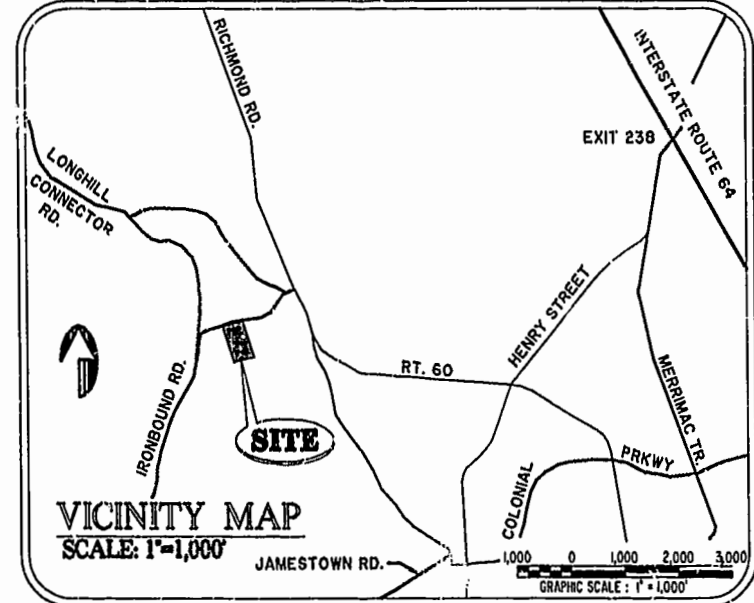 RICHMOND RD.
INTERSTATE ROUTE 64
EXIT 238
LONGHILL
CONNECTOR
RD.
HENRY STREET
RT. 60
MERRIMAC TR.
IRONBOUND RD.
SITE
COLONIAL
PRKWY
VICINITY MAP
SCALE: 1"=1,000'
JAMESTOWN RD.
1,000 0 1,000 2,000 3,000
GRAPHIC SCALE : 1" = 1,000'